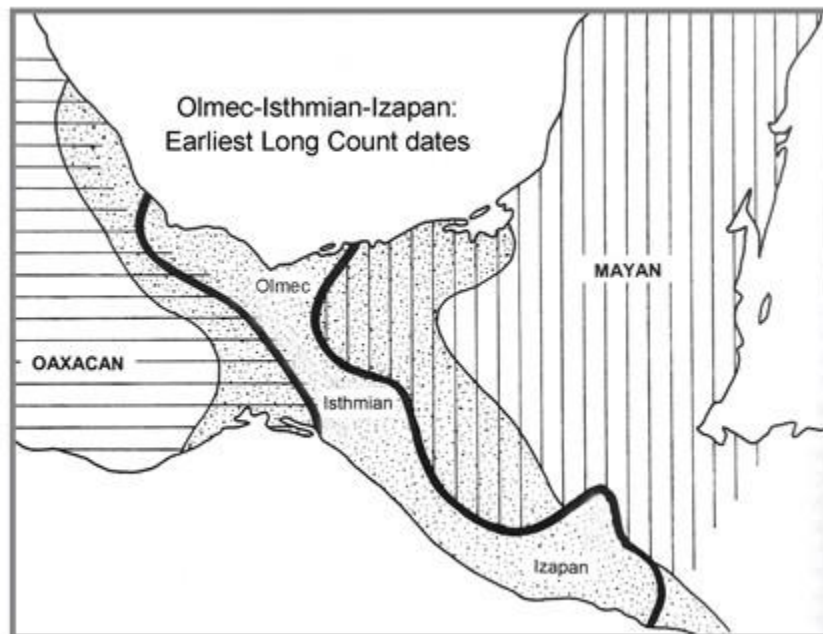 Olmec-Isthmian-Izapan:
Earliest Long Count dates
Olmec
MAYAN
OAXACAN
Isthmian
Izapan